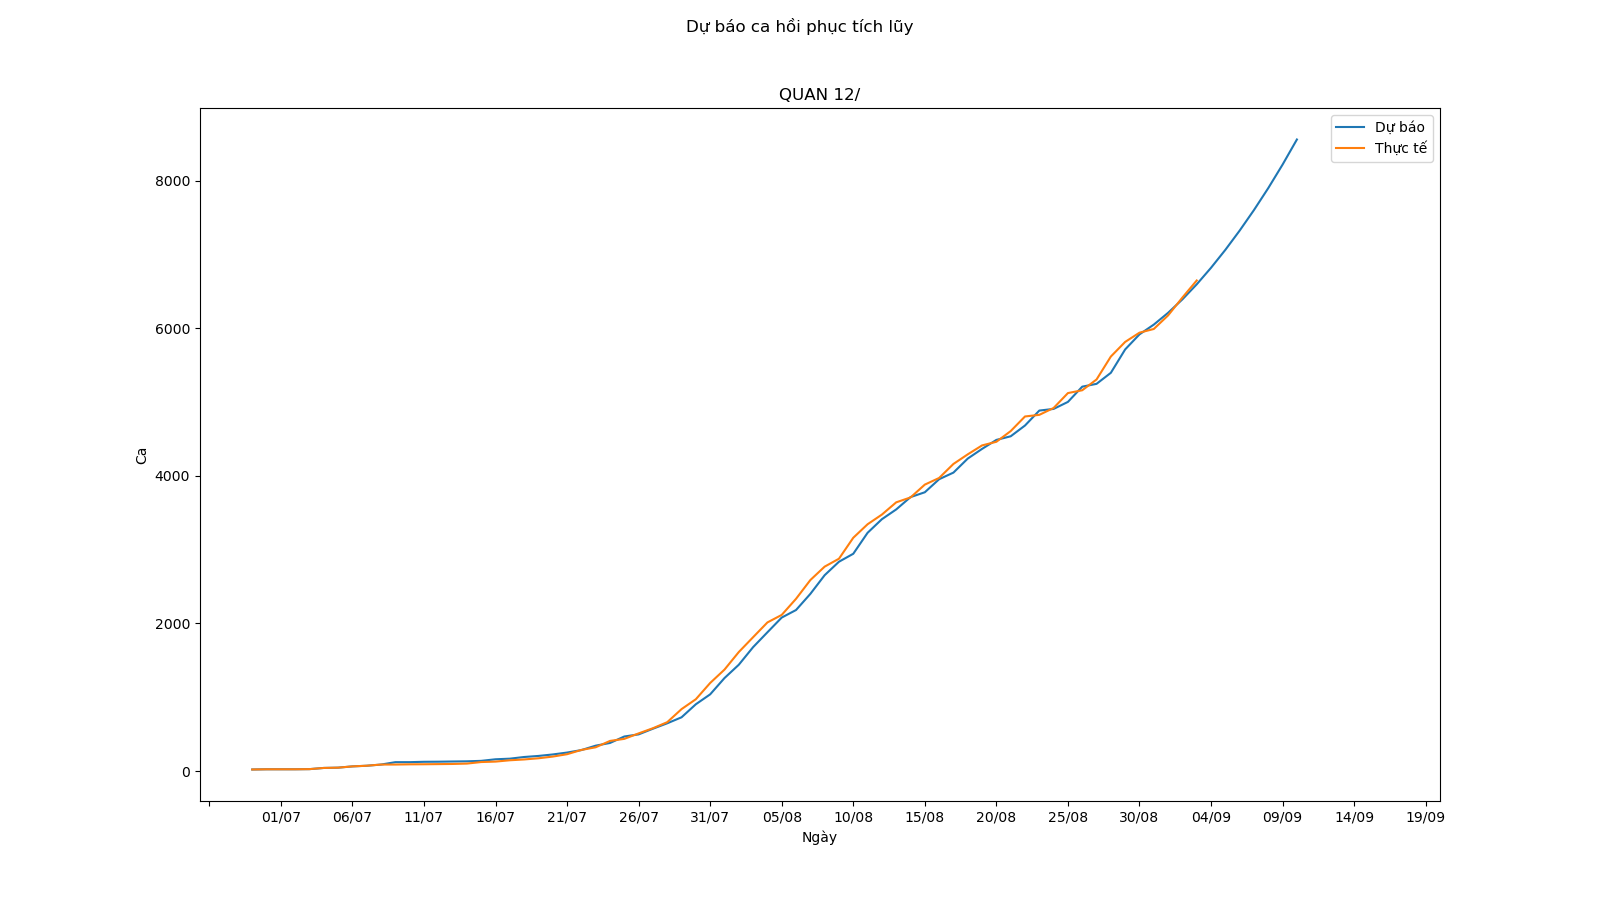 Dự báo ca hồi phục tích lũy
QUAN 12/
Dự báo
Thực tế
8000
6000
4000
2000
0
Ca
01/07 06/07 11/07 16/07 21/07 26/07 31/07 05/08 10/08 15/08 20/08 25/08 30/08 04/09 09/09 14/09 19/09
Ngày